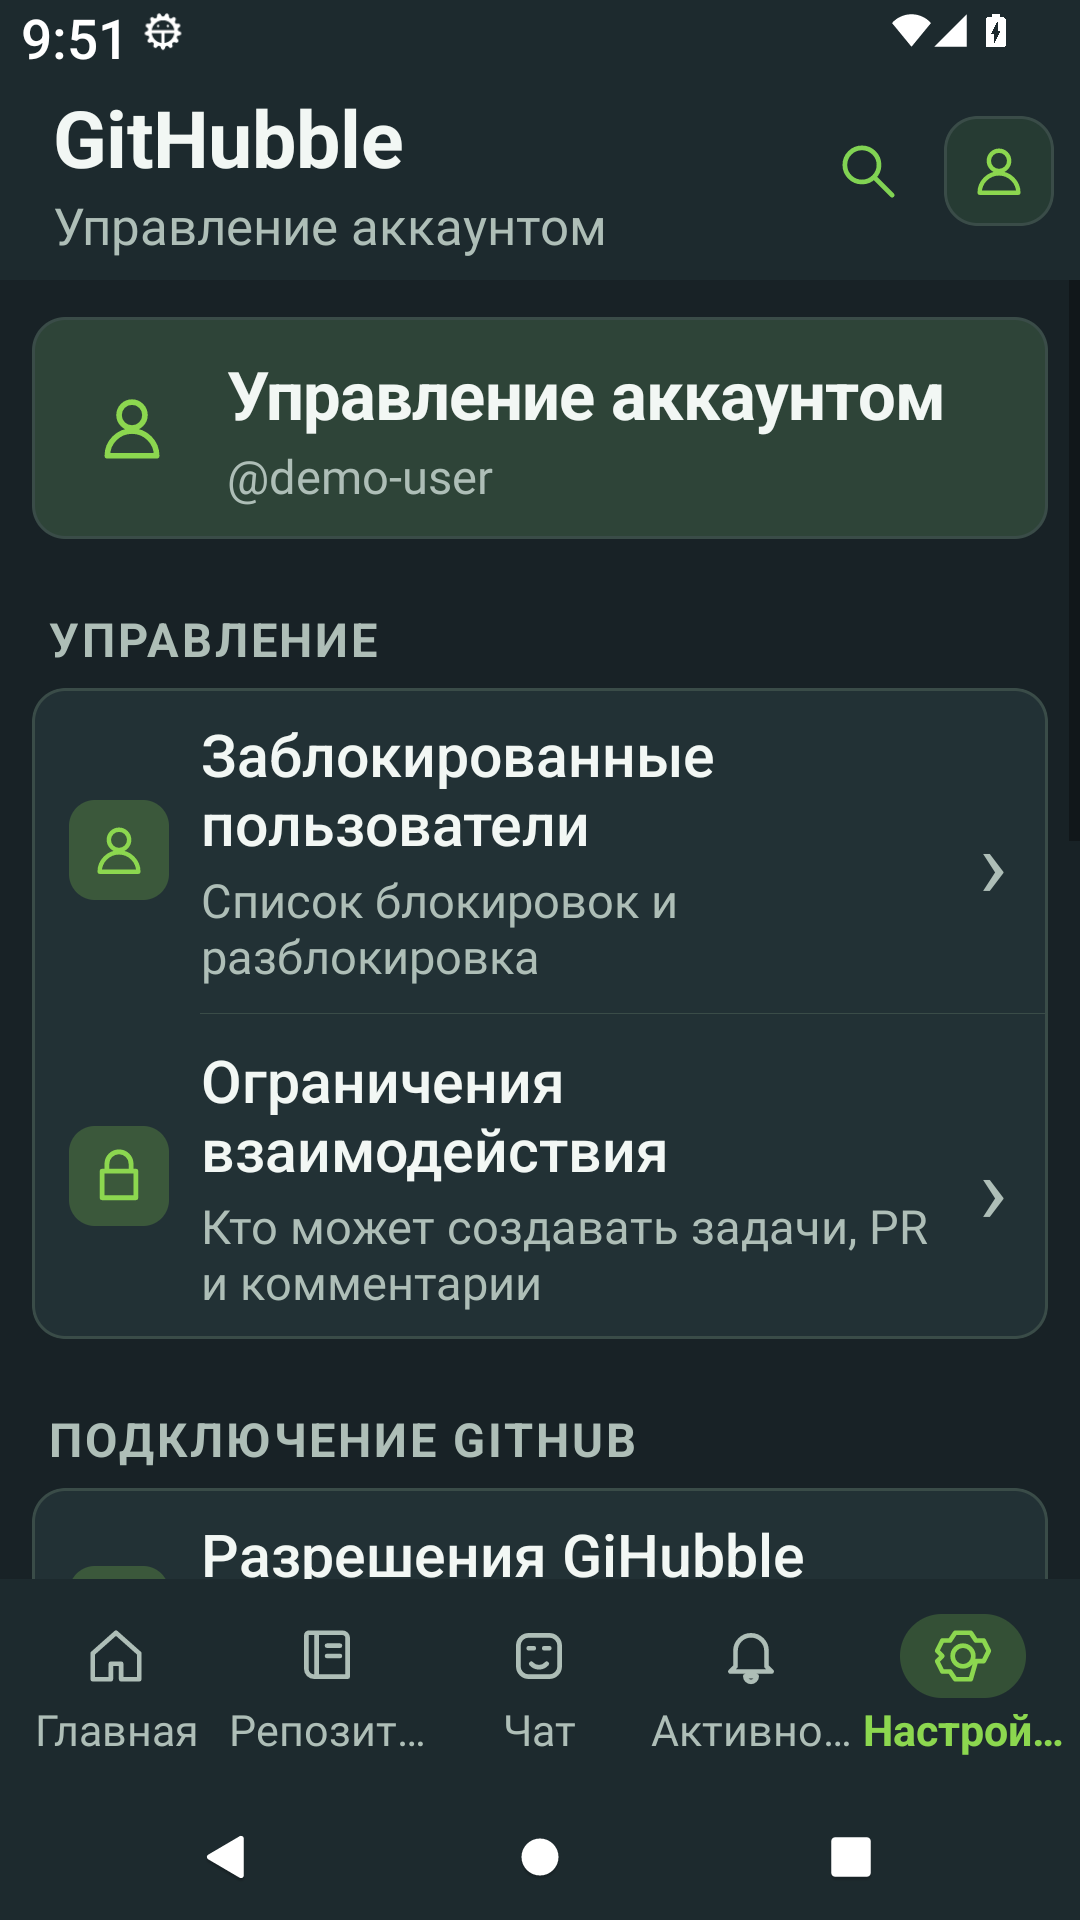 9:51
GitHubble
Управление аккаунтом
Управление аккаунтом
@demo-user
УПРАВЛЕНИЕ
Заблокированные
пользователи
Список блокировок и
разблокировка
Ограничения
взаимодействия
Кто может создавать задачи, PR
и комментарии
ПОДКЛЮЧЕНИЕ GITHUB
Разрешения GiHubble
Главная
Репозит...
Чат
Активно...
Настрой...